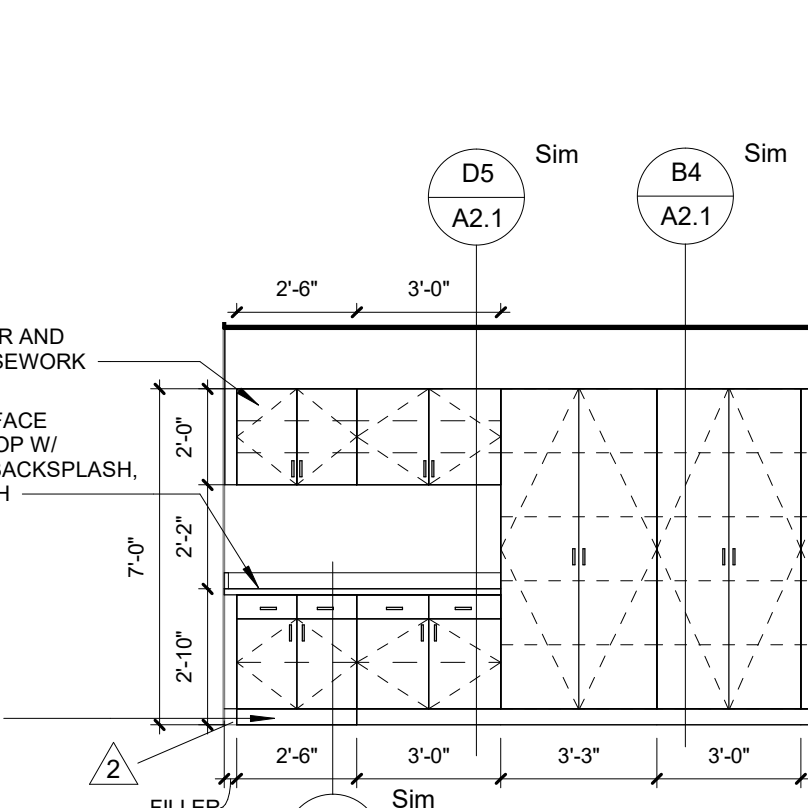 Sim
Sim
D5
A2.1
B4
A2.1
2'-6"
3'-0"
R AND
SEWORK
FACE
OP W/
BACKSPLASH,
H
2'-0"
2'-2"
7'-0"
2'-10"
2'-6"
3'-0"
3'-3"
3'-0"
2
FILLER
Sim